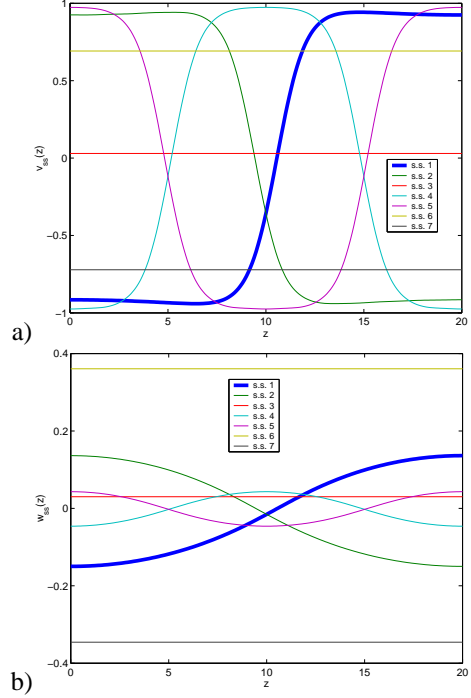 1
0.5
0
−0.5
−1
v_ss(z)
s.s. 1
s.s. 2
s.s. 3
s.s. 4
s.s. 5
s.s. 6
s.s. 7
0
5
10
15
20
z
a)
0.4
0.2
0
−0.2
−0.4
w_ss(z)
s.s. 1
s.s. 2
s.s. 3
s.s. 4
s.s. 5
s.s. 6
s.s. 7
0
5
10
15
20
z
b)